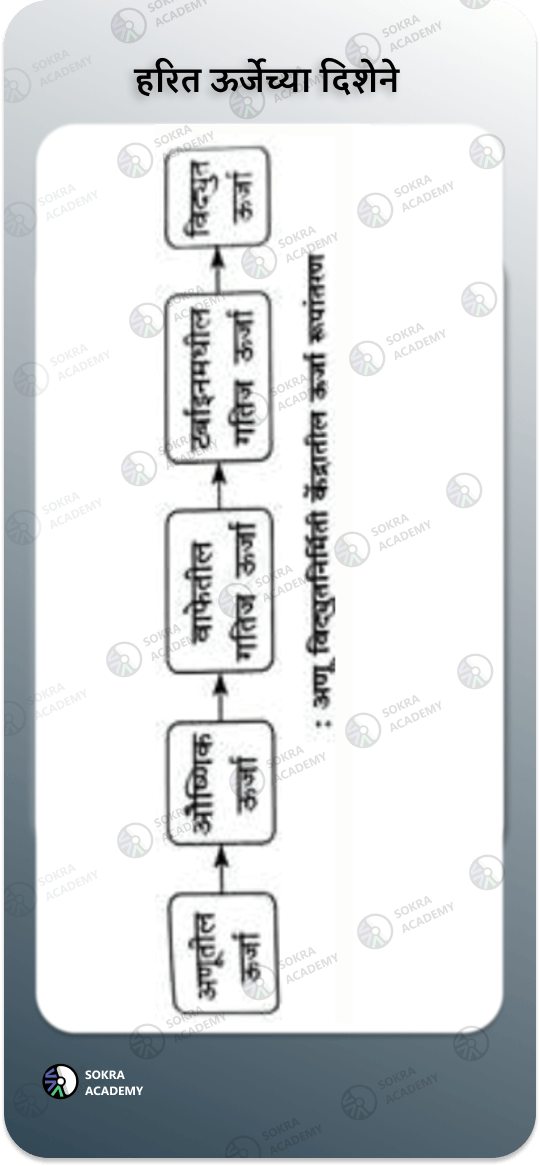 हरित ऊर्जेच्या दिशेने
अणूतील
ऊर्जा
औष्णिक
ऊर्जा
वाफेतील
गतिज ऊर्जा
टर्बाइनमधील
गतिज ऊर्जा
विद्युत
ऊर्जा
: अणू विद्युतनिर्मिती केंद्रातील ऊर्जा रूपांतरण
SOKRA
ACADEMY